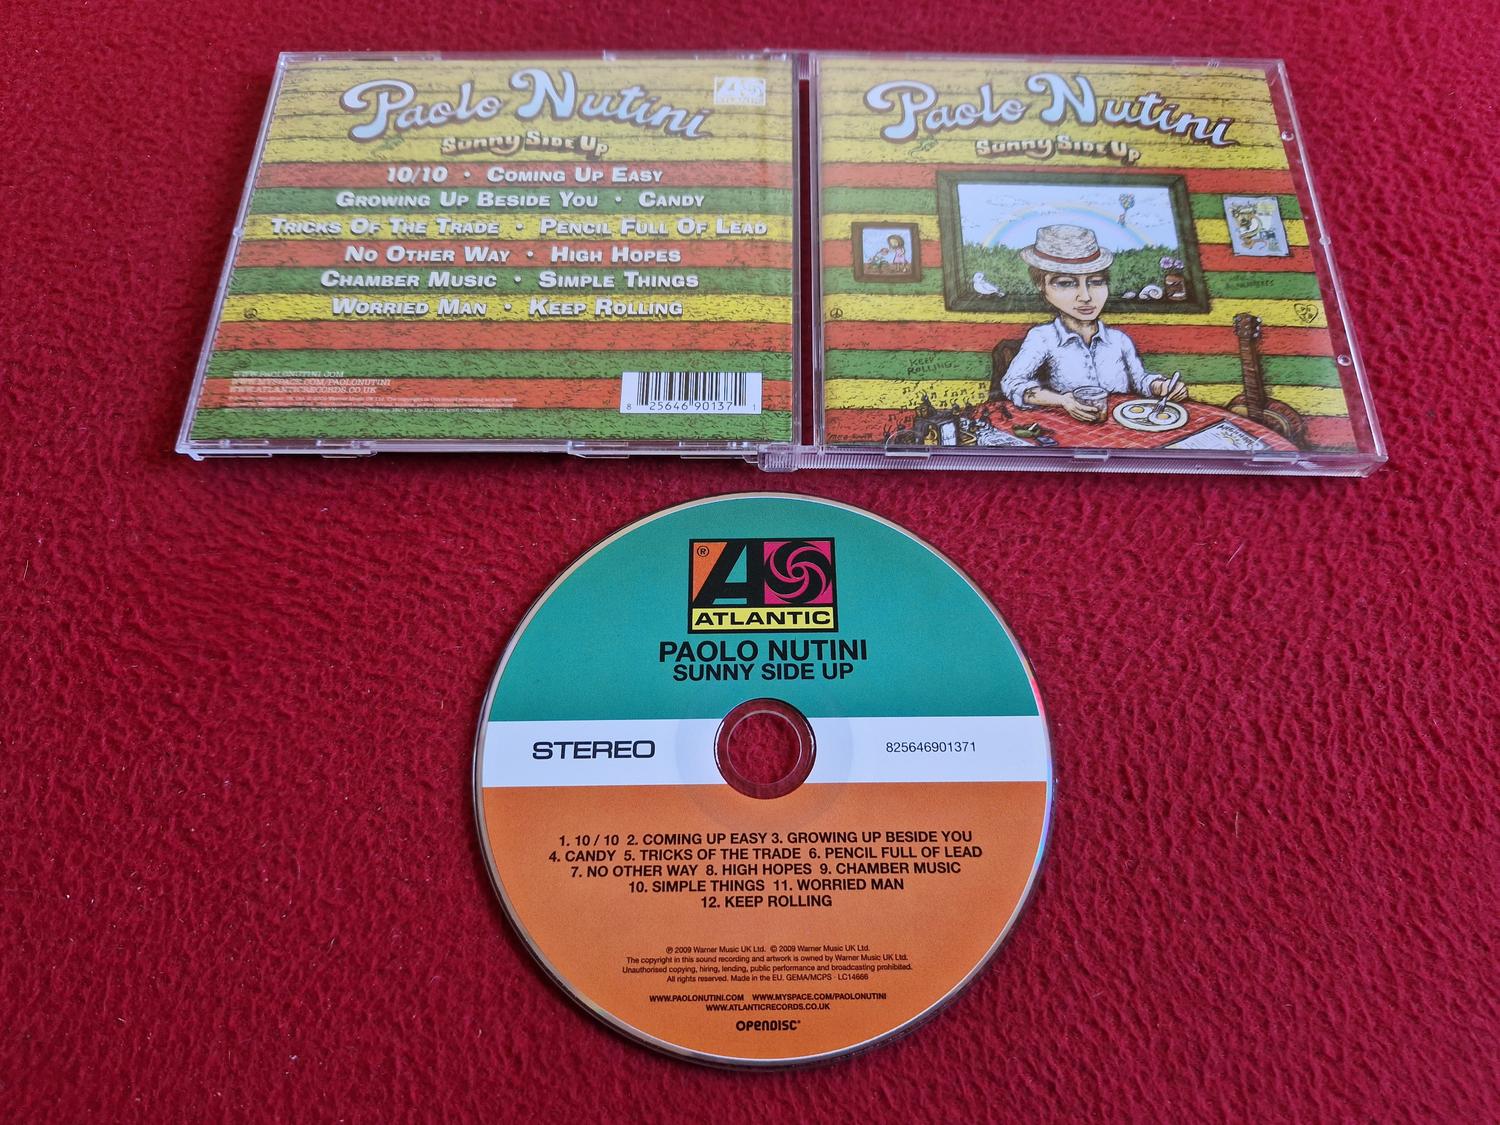 Paolo Nutini
Sunny Side Up
10/10 · Coming Up Easy
Growing Up Beside You · Candy
Tricks Of The Trade · Pencil Full Of Lead
No Other Way · High Hopes
Chamber Music · Simple Things
Worried Man · Keep Rolling
WWW.PAOLONUTINI.COM
WWW.MYSPACE.COM/PAOLONUTINI
WWW.ATLANTICRECORDS.CO.UK
8 25646 90137 1
Paolo Nutini
Sunny Side Up
KEEP
ROLLING
® A
ATLANTIC
PAOLO NUTINI
SUNNY SIDE UP
STEREO
825646901371
1. 10 / 10 2. COMING UP EASY 3. GROWING UP BESIDE YOU
4. CANDY 5. TRICKS OF THE TRADE 6. PENCIL FULL OF LEAD
7. NO OTHER WAY 8. HIGH HOPES 9. CHAMBER MUSIC
10. SIMPLE THINGS 11. WORRIED MAN
12. KEEP ROLLING
℗ 2009 Warner Music UK Ltd. © 2009 Warner Music UK Ltd.
The copyright in this sound recording and artwork is owned by Warner Music UK Ltd.
Unauthorised copying, hiring, lending, public performance and broadcasting prohibited.
All rights reserved. Made in the EU. GEMA/MCPS · LC14666
WWW.PAOLONUTINI.COM WWW.MYSPACE.COM/PAOLONUTINI
WWW.ATLANTICRECORDS.CO.UK
OPENDISC